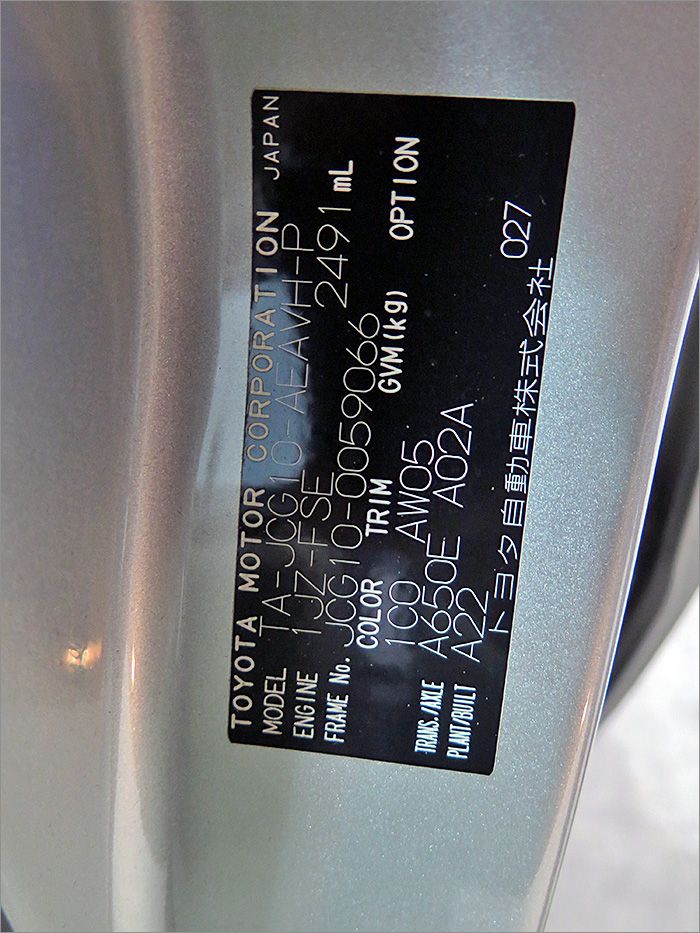 TOYOTA MOTOR CORPORATION JAPAN
MODEL TA-JCG10-AEAVH-P
ENGINE 1JZ-FSE 2491 mL
FRAME No. JCG10-0059066
COLOR TRIM GVM(kg) OPTION
1C0 AW05
TRANS./AXLE A650E A02A
PLANT/BUILT A22
トヨタ自動車株式会社 027